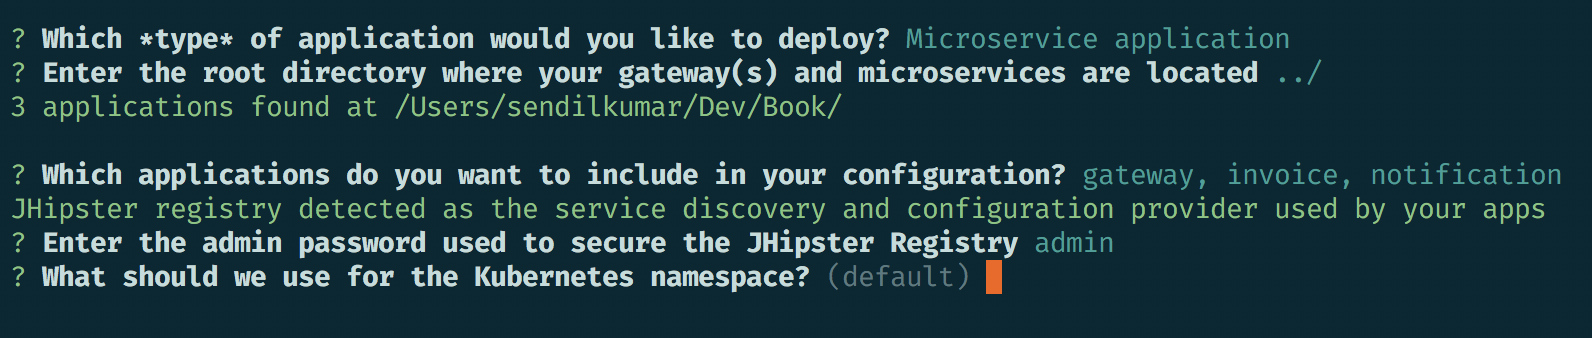 ? Which *type* of application would you like to deploy? Microservice application
? Enter the root directory where your gateway(s) and microservices are located ../
3 applications found at /Users/sendilkumar/Dev/Book/
? Which applications do you want to include in your configuration? gateway, invoice, notification
JHipster registry detected as the service discovery and configuration provider used by your apps
? Enter the admin password used to secure the JHipster Registry admin
? What should we use for the Kubernetes namespace? (default)